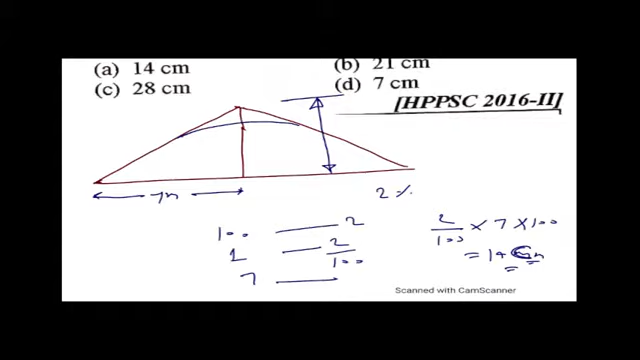 (a) 14 cm (b) 21 cm
(c) 28 cm (d) 7 cm
[HPPSC 2016-II]
7m
2 %
100 — 2
1 — 2/100
7 —
2/100 × 7 × 100
= 14 cm
Scanned with CamScanner